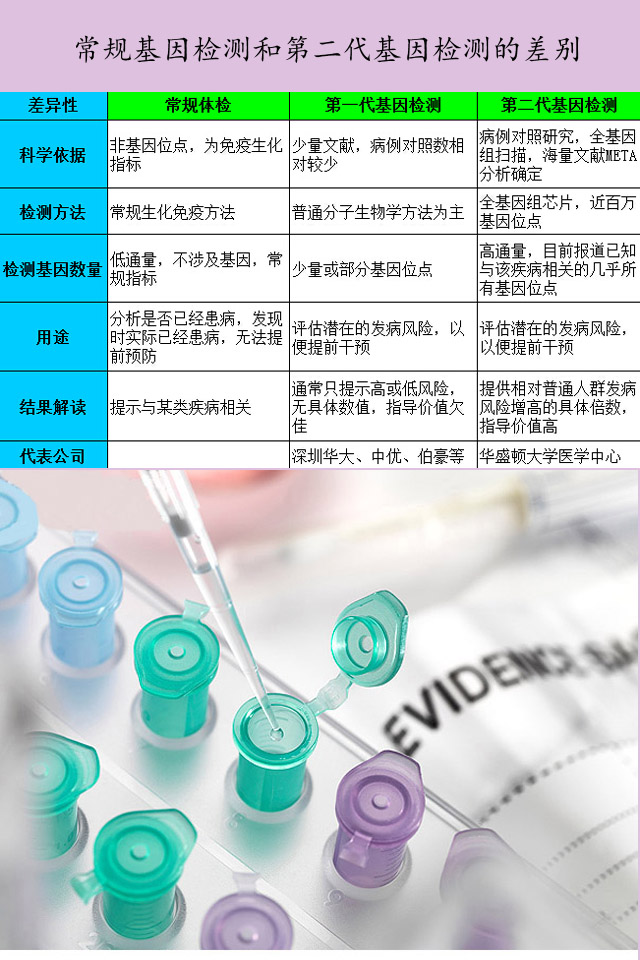 常规基因检测和第二代基因检测的差别
差异性 常规体检 第一代基因检测 第二代基因检测
科学依据
非基因位点，为免疫生化
指标
少量文献，病例对照数相
对较少
病例对照研究，全基因
组扫描，海量文献META
分析确定
检测方法
常规生化免疫方法
普通分子生物学方法为主
全基因组芯片，近百万
基因位点
检测基因数量
低通量，不涉及基因，常
规指标
少量或部分基因位点
高通量，目前报道已知
与该疾病相关的几乎所
有基因位点
用途
分析是否已经患病，发现
时实际已经患病，无法提
前预防
评估潜在的发病风险，以
便提前干预
评估潜在的发病风险，
以便提前干预
结果解读
提示与某类疾病相关
通常只提示高或低风险，
无具体数值，指导价值欠
佳
提供相对普通人群发病
风险增高的具体倍数，
指导价值高
代表公司
深圳华大、中优、伯豪等
华盛顿大学医学中心
EVIDENCE